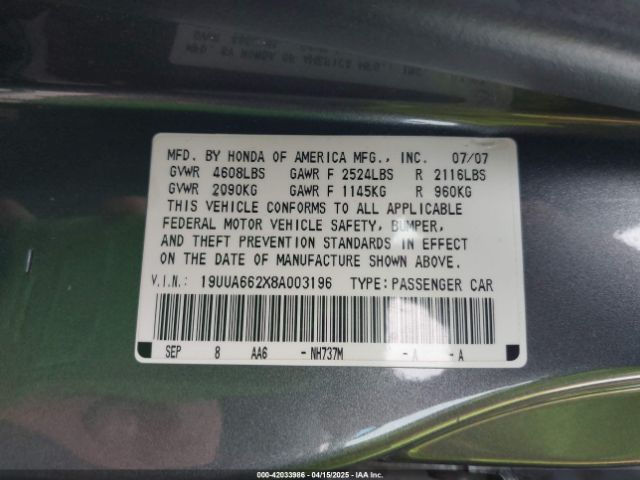 MFD. BY HONDA OF AMERICA MFG., INC. 07/07
GVWR 4608LBS GAWR F 2524LBS R 2116LBS
GVWR 2090KG GAWR F 1145KG R 960KG
THIS VEHICLE CONFORMS TO ALL APPLICABLE
FEDERAL MOTOR VEHICLE SAFETY, BUMPER,
AND THEFT PREVENTION STANDARDS IN EFFECT
ON THE DATE OF MANUFACTURE SHOWN ABOVE.
V.I.N.: 19UUA662X8A003196 TYPE:PASSENGER CAR
SEP 8 AA6 -NH737M -A -A
00-42033986 - 04/15/2025 - IAA Inc.